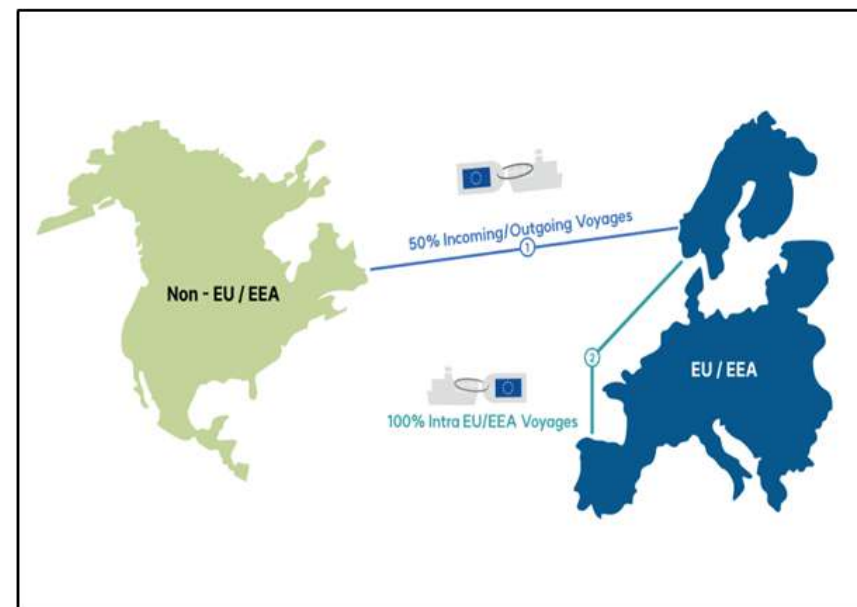 50% Incoming/Outgoing Voyages
1
Non - EU / EEA
2
EU / EEA
100% Intra EU/EEA Voyages